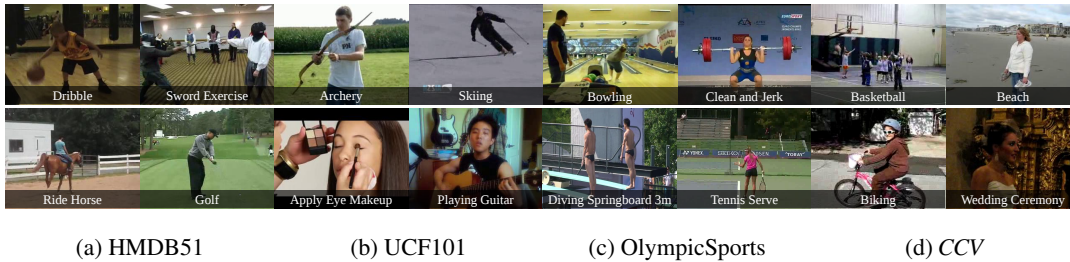 Dribble
Sword Exercise
Archery
Skiing
Bowling
Clean and Jerk
Basketball
Beach
Ride Horse
Golf
Apply Eye Makeup
Playing Guitar
Diving Springboard 3m
Tennis Serve
Biking
Wedding Ceremony
(a) HMDB51
(b) UCF101
(c) OlympicSports
(d) CCV